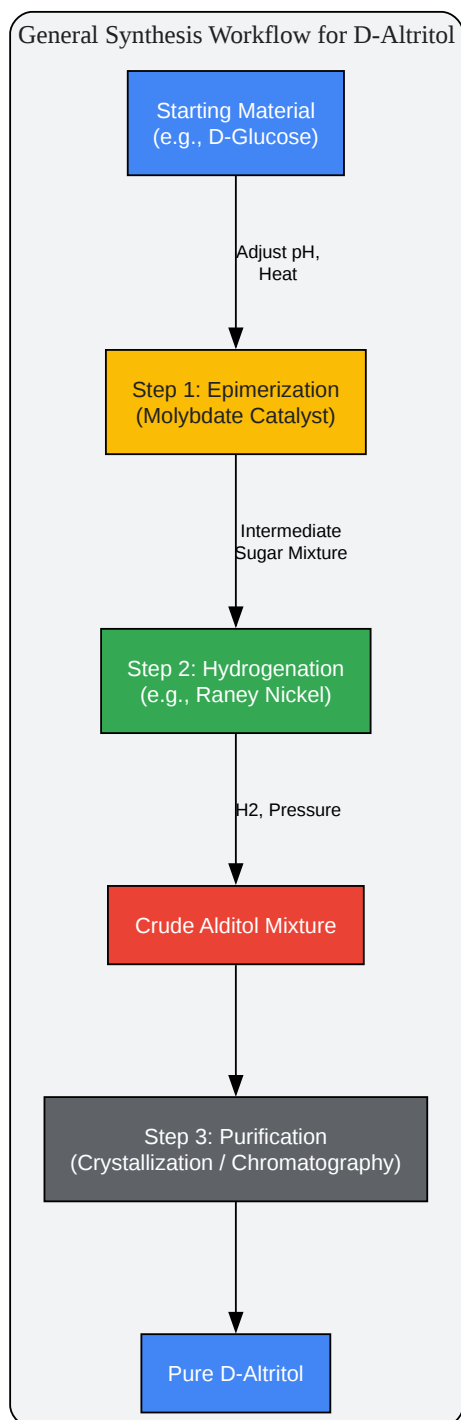 General Synthesis Workflow for D-Altritol
Starting Material
(e.g., D-Glucose)
Adjust pH,
Heat
Step 1: Epimerization
(Molybdate Catalyst)
Intermediate
Sugar Mixture
Step 2: Hydrogenation
(e.g., Raney Nickel)
H2, Pressure
Crude Alditol Mixture
Step 3: Purification
(Crystallization / Chromatography)
Pure D-Altritol